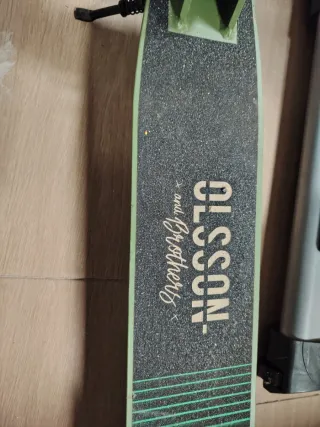 OLSSON-
x and Brothers x